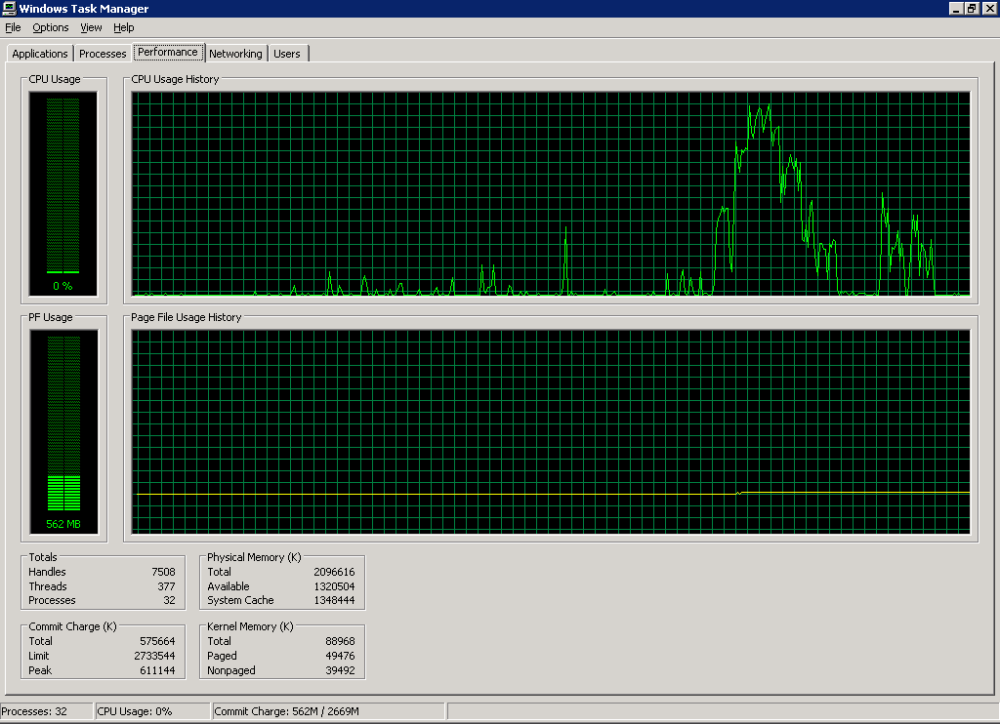 Windows Task Manager
File Options View Help
Applications Processes Performance Networking Users
CPU Usage CPU Usage History
0 %
PF Usage Page File Usage History
562 MB
Totals
Handles 7508
Threads 377
Processes 32
Physical Memory (K)
Total 2096616
Available 1320504
System Cache 1348444
Commit Charge (K)
Total 575664
Limit 2733544
Peak 611144
Kernel Memory (K)
Total 88968
Paged 49476
Nonpaged 39492
Processes: 32 CPU Usage: 0% Commit Charge: 562M / 2669M